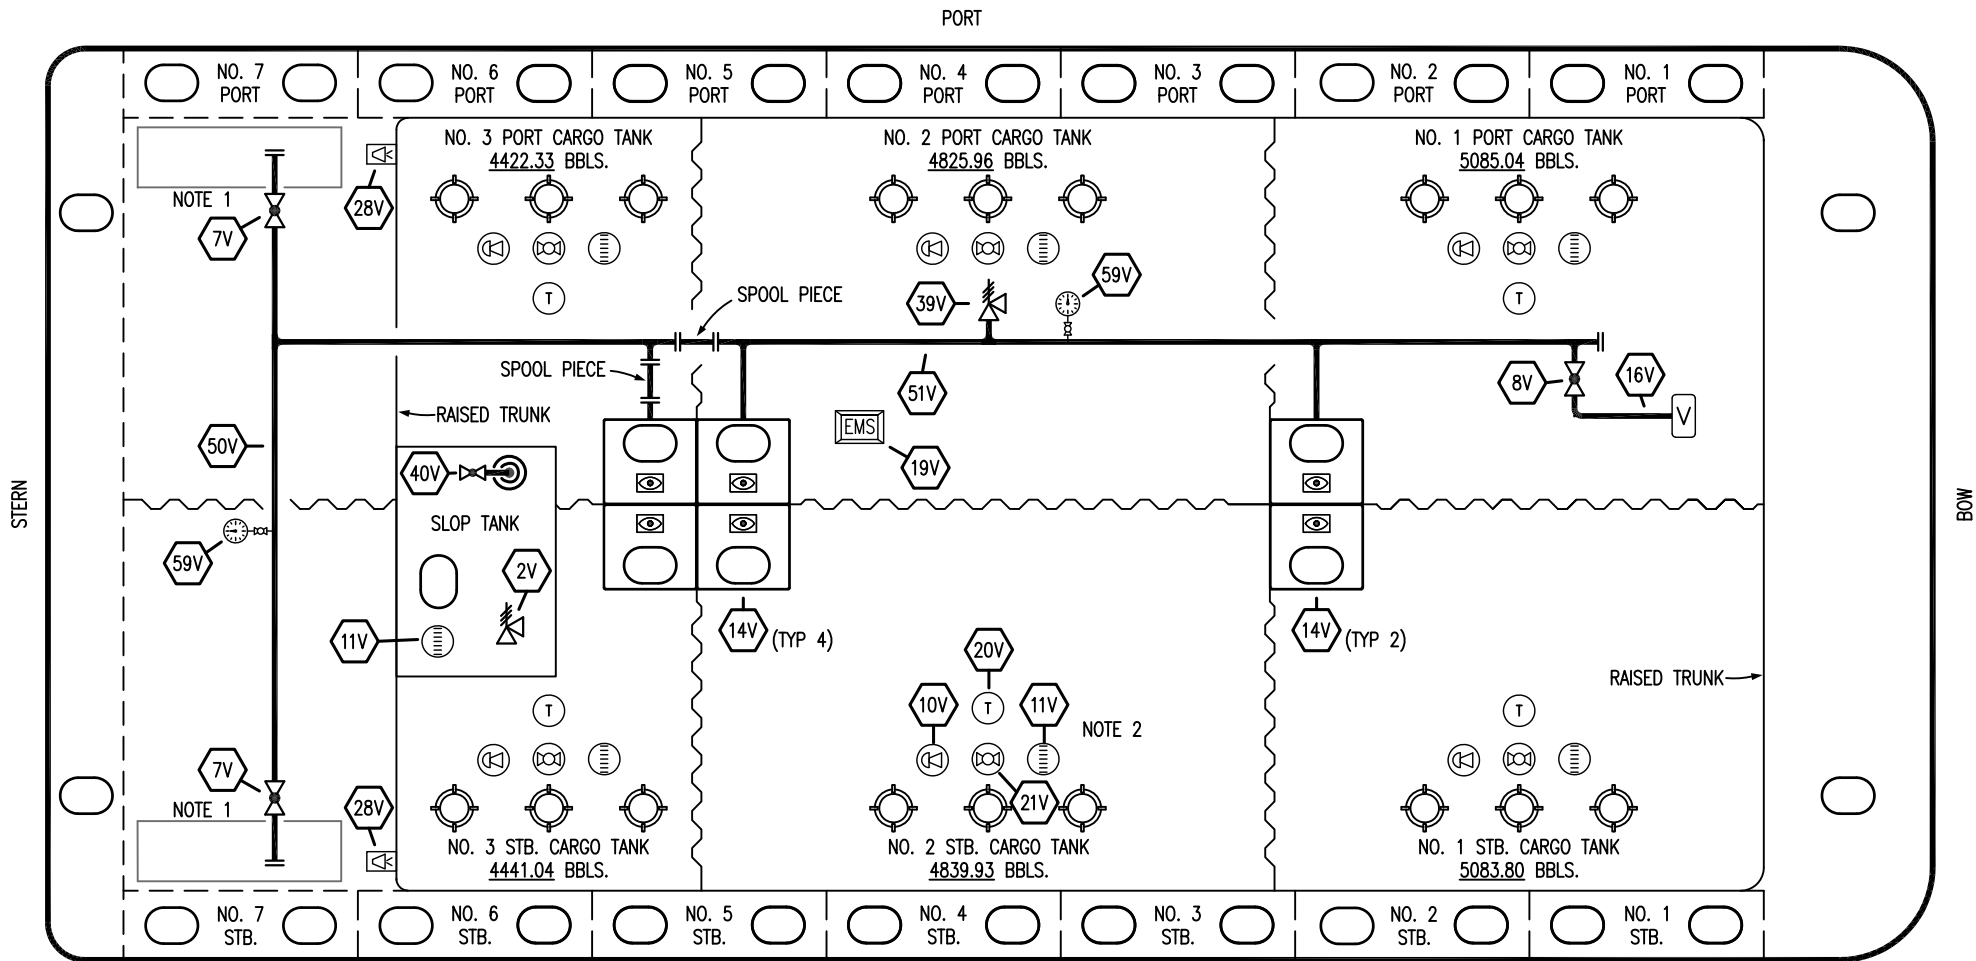 PORT
NO. 7
PORT
NO. 6
PORT
NO. 5
PORT
NO. 4
PORT
NO. 3
PORT
NO. 2
PORT
NO. 1
PORT
NO. 3 PORT CARGO TANK
4422.33 BBLS.
NO. 2 PORT CARGO TANK
4825.96 BBLS.
NO. 1 PORT CARGO TANK
5085.04 BBLS.
NOTE 1
7V
28V
T
SPOOL PIECE
39V
59V
T
SPOOL PIECE
51V
8V
16V
V
RAISED TRUNK
EMS
19V
50V
40V
STERN
BOW
SLOP TANK
59V
2V
11V
14V
(TYP 4)
14V
(TYP 2)
20V
RAISED TRUNK
T
10V
T
11V
NOTE 2
T
7V
NOTE 1
28V
21V
NO. 3 STB. CARGO TANK
4441.04 BBLS.
NO. 2 STB. CARGO TANK
4839.93 BBLS.
NO. 1 STB. CARGO TANK
5083.80 BBLS.
NO. 7
STB.
NO. 6
STB.
NO. 5
STB.
NO. 4
STB.
NO. 3
STB.
NO. 2
STB.
NO. 1
STB.